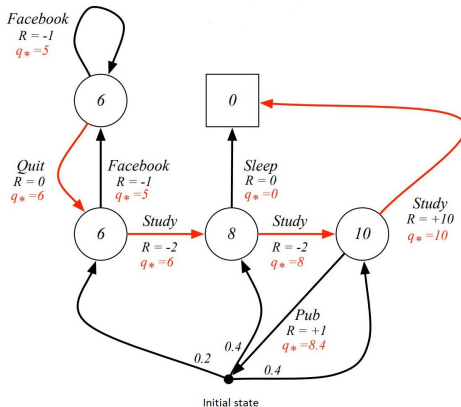 Facebook
R = -1
q* =5
6
0
Quit
R = 0
q* =6
Facebook
R = -1
q* =5
Sleep
R = 0
q* =0
6
Study
R = -2
q* =6
8
Study
R = -2
q* =8
10
Study
R = +10
q* =10
Pub
R = +1
q* =8.4
0.2
0.4
0.4
Initial state